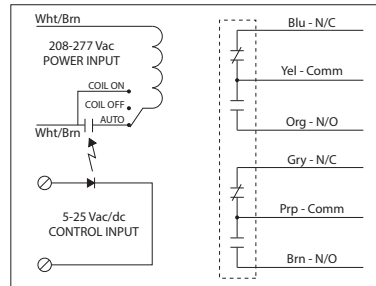 Wht/Brn
208-277 Vac
POWER INPUT
COIL ON
COIL OFF
AUTO
Wht/Brn
5-25 Vac/dc
CONTROL INPUT
Blu - N/C
Yel - Comm
Org - N/O
Gry - N/C
Prp - Comm
Brn - N/O